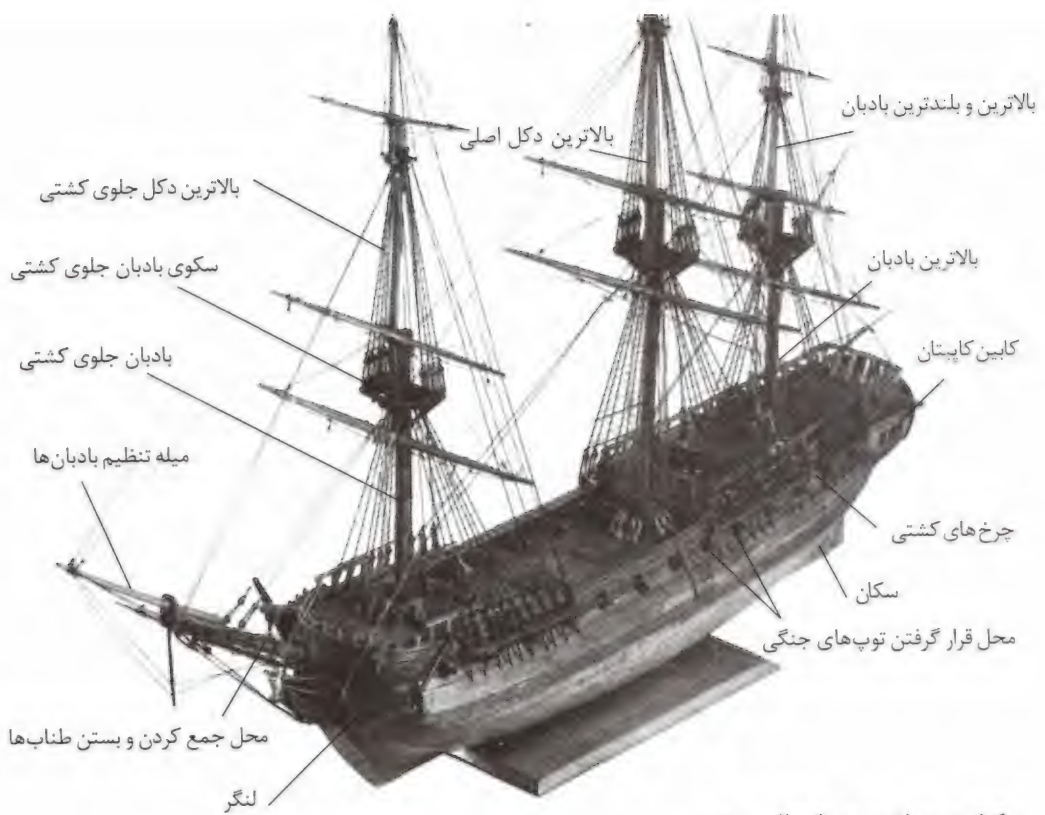 بالاترین و بلندترین بادبان
بالاترین دکل اصلی
بالاترین دکل جلوی کشتی
سکوی بادبان جلوی کشتی
بالاترین بادبان
بادبان جلوی کشتی
کابین کاپیتان
میله تنظیم بادبان‌ها
چرخ‌های کشتی
سکان
محل قرار گرفتن توپ‌های جنگی
محل جمع کردن و بستن طناب‌ها
لنگر